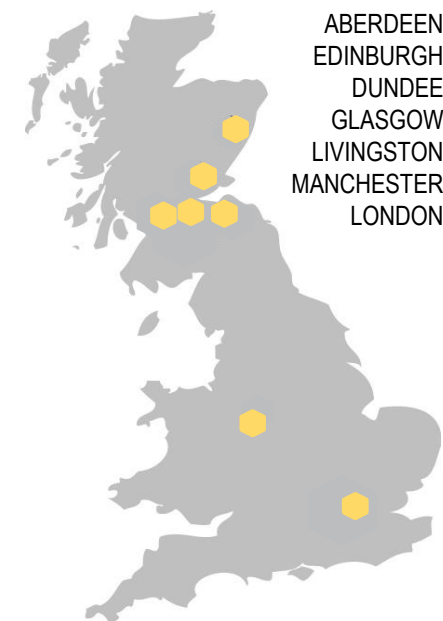 ABERDEEN
EDINBURGH
DUNDEE
GLASGOW
LIVINGSTON
MANCHESTER
LONDON